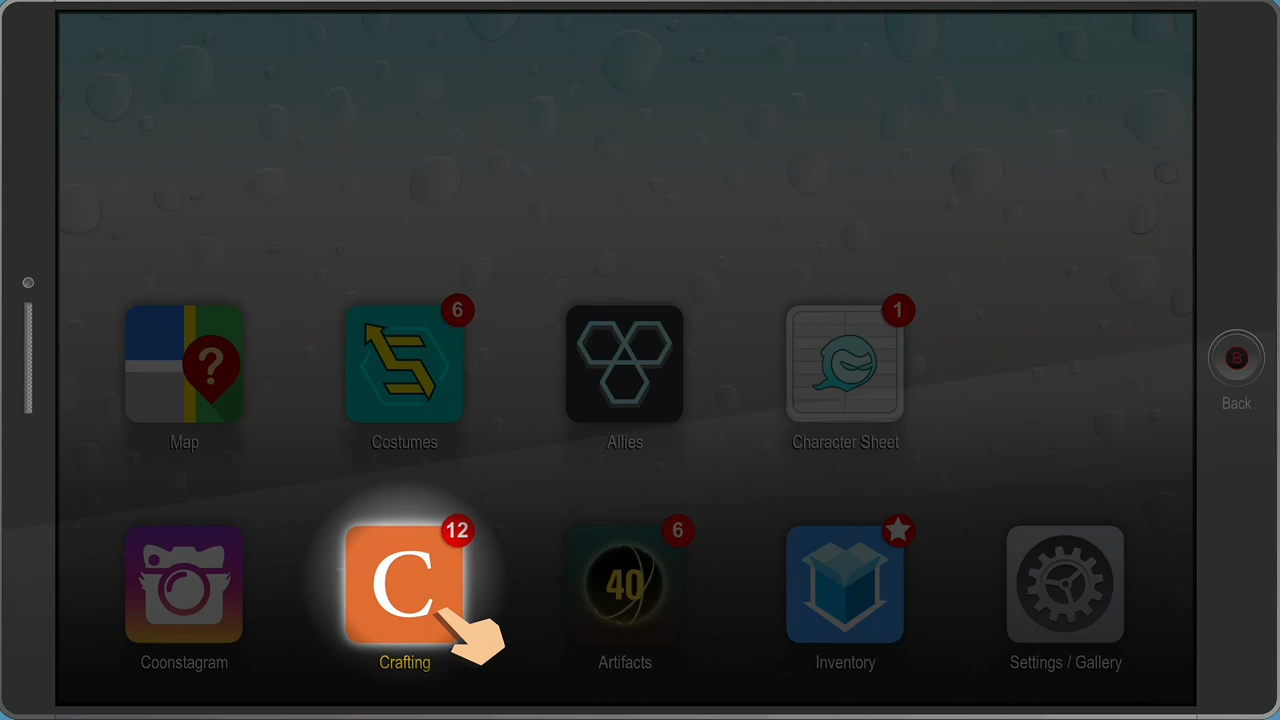 6
1
?
B
Map
Costumes
Allies
Character Sheet
Back
12
6
C
40
Coonstagram
Crafting
Artifacts
Inventory
Settings / Gallery